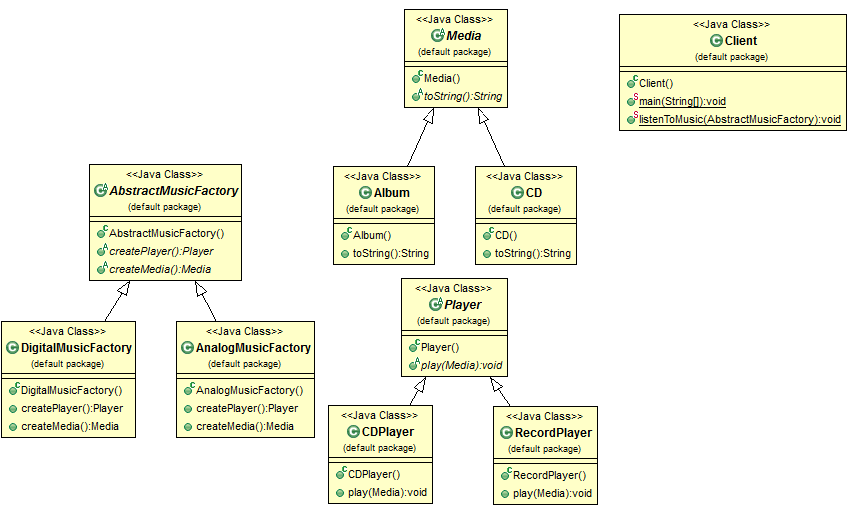 <<Java Class>>
Media
(default package)
Media()
toString():String
<<Java Class>>
Client
(default package)
Client()
main(String[]):void
listenToMusic(AbstractMusicFactory):void
<<Java Class>>
AbstractMusicFactory
(default package)
AbstractMusicFactory()
createPlayer():Player
createMedia():Media
<<Java Class>>
Album
(default package)
Album()
toString():String
<<Java Class>>
CD
(default package)
CD()
toString():String
<<Java Class>>
Player
(default package)
Player()
play(Media):void
<<Java Class>>
DigitalMusicFactory
(default package)
DigitalMusicFactory()
createPlayer():Player
createMedia():Media
<<Java Class>>
AnalogMusicFactory
(default package)
AnalogMusicFactory()
createPlayer():Player
createMedia():Media
<<Java Class>>
CDPlayer
(default package)
CDPlayer()
play(Media):void
<<Java Class>>
RecordPlayer
(default package)
RecordPlayer()
play(Media):void